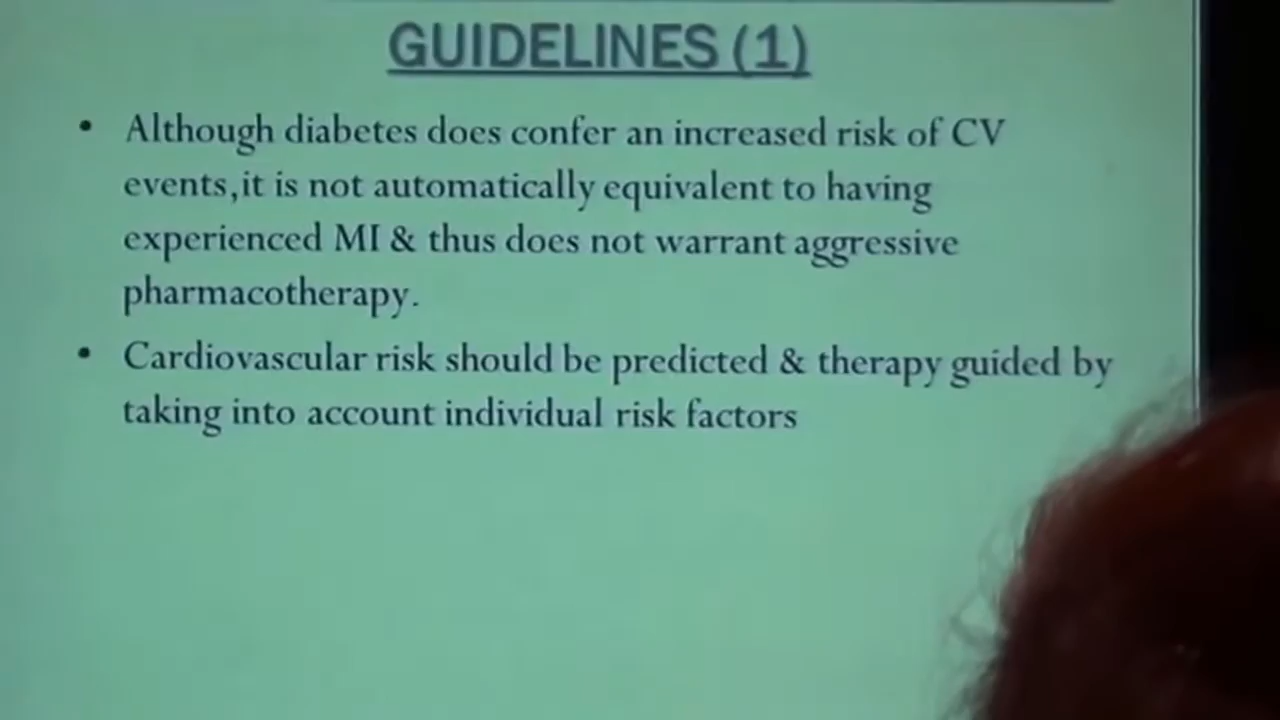 GUIDELINES (1)
• Although diabetes does confer an increased risk of CV
events,it is not automatically equivalent to having
experienced MI & thus does not warrant aggressive
pharmacotherapy.
• Cardiovascular risk should be predicted & therapy guided by
taking into account individual risk factors